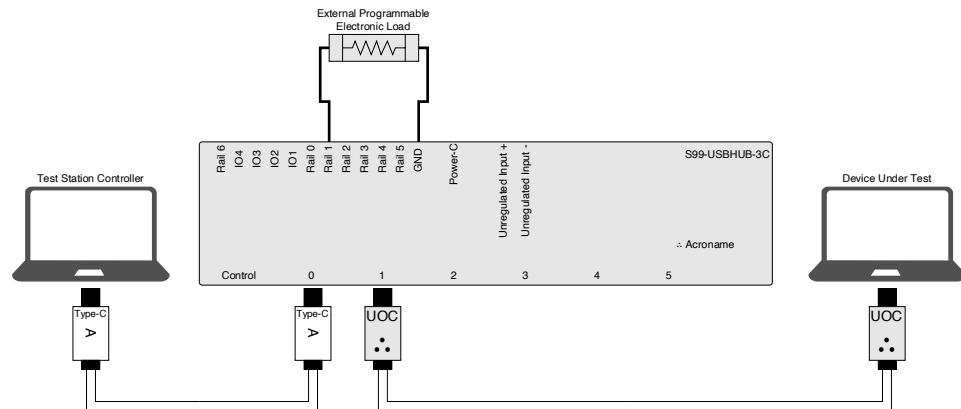 External Programmable
Electronic Load
Rail 6
IO4
IO3
IO2
IO1
Rail 0
Rail 1
Rail 2
Rail 3
Rail 4
Rail 5
GND
Power-C
Unregulated Input +
Unregulated Input -
S99-USBHUB-3C
Test Station Controller
Device Under Test
∴ Acroname
Control 0 1 2 3 4 5
Type-C
A
Type-C
A
UOC
UOC